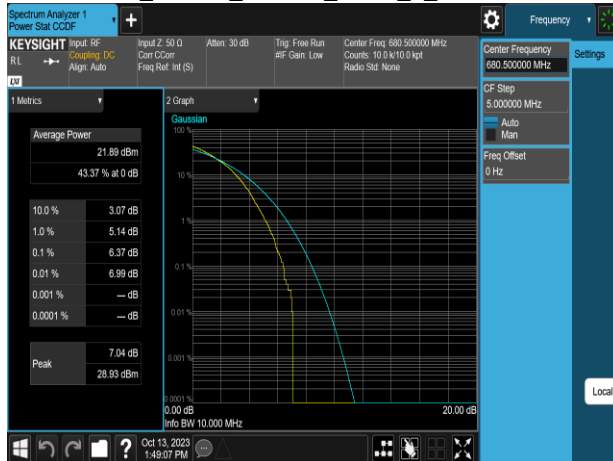 Spectrum Analyzer 1
Power Stat CCDF
Frequency
KEYSIGHT
RL
LXI
Input: RF
Coupling: DC
Align: Auto
Input Z: 50 Ω
Corr CCorr
Freq Ref: Int (S)
Atten: 30 dB
Trig: Free Run
#IF Gain: Low
Center Freq: 680.500000 MHz
Counts: 10.0 k/10.0 kpt
Radio Std: None
Center Frequency
680.500000 MHz
Settings
CF Step
5.000000 MHz
Auto
Man
Freq Offset
0 Hz
1 Metrics
Average Power
21.89 dBm
43.37 % at 0 dB
10.0 % 3.07 dB
1.0 % 5.14 dB
0.1 % 6.37 dB
0.01 % 6.99 dB
0.001 % --- dB
0.0001 % --- dB
Peak
7.04 dB
28.93 dBm
2 Graph
Gaussian
100 %
10 %
1 %
0.1 %
0.01 %
0.001 %
0.0001 %
0.00 dB 20.00 dB
Info BW 10.000 MHz
Local
?
Oct 13, 2023
1:49:07 PM